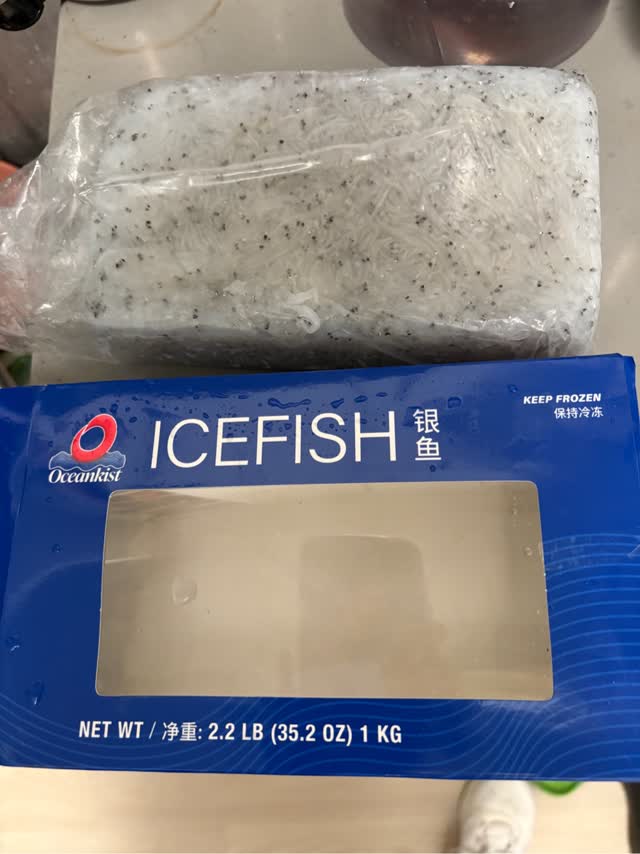 KEEP FROZEN
保持冷冻
Oceankist
ICEFISH 银鱼
NET WT / 净重: 2.2 LB (35.2 OZ) 1 KG